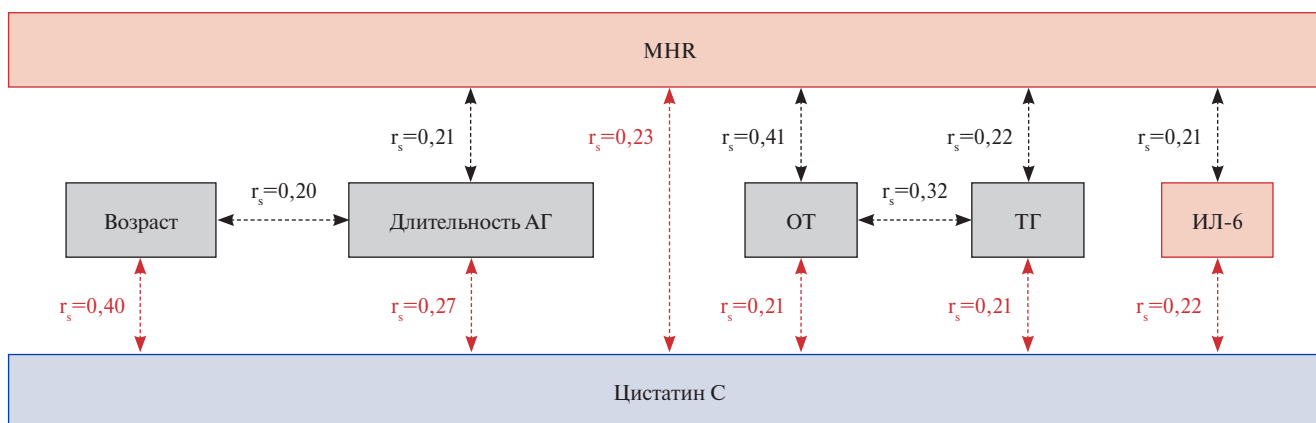 MHR
rs=0,21
rs=0,23
rs=0,41
rs=0,22
rs=0,21
rs=0,20
rs=0,32
Возраст
Длительность АГ
ОТ
ТГ
ИЛ-6
rs=0,40
rs=0,27
rs=0,21
rs=0,21
rs=0,22
Цистатин С